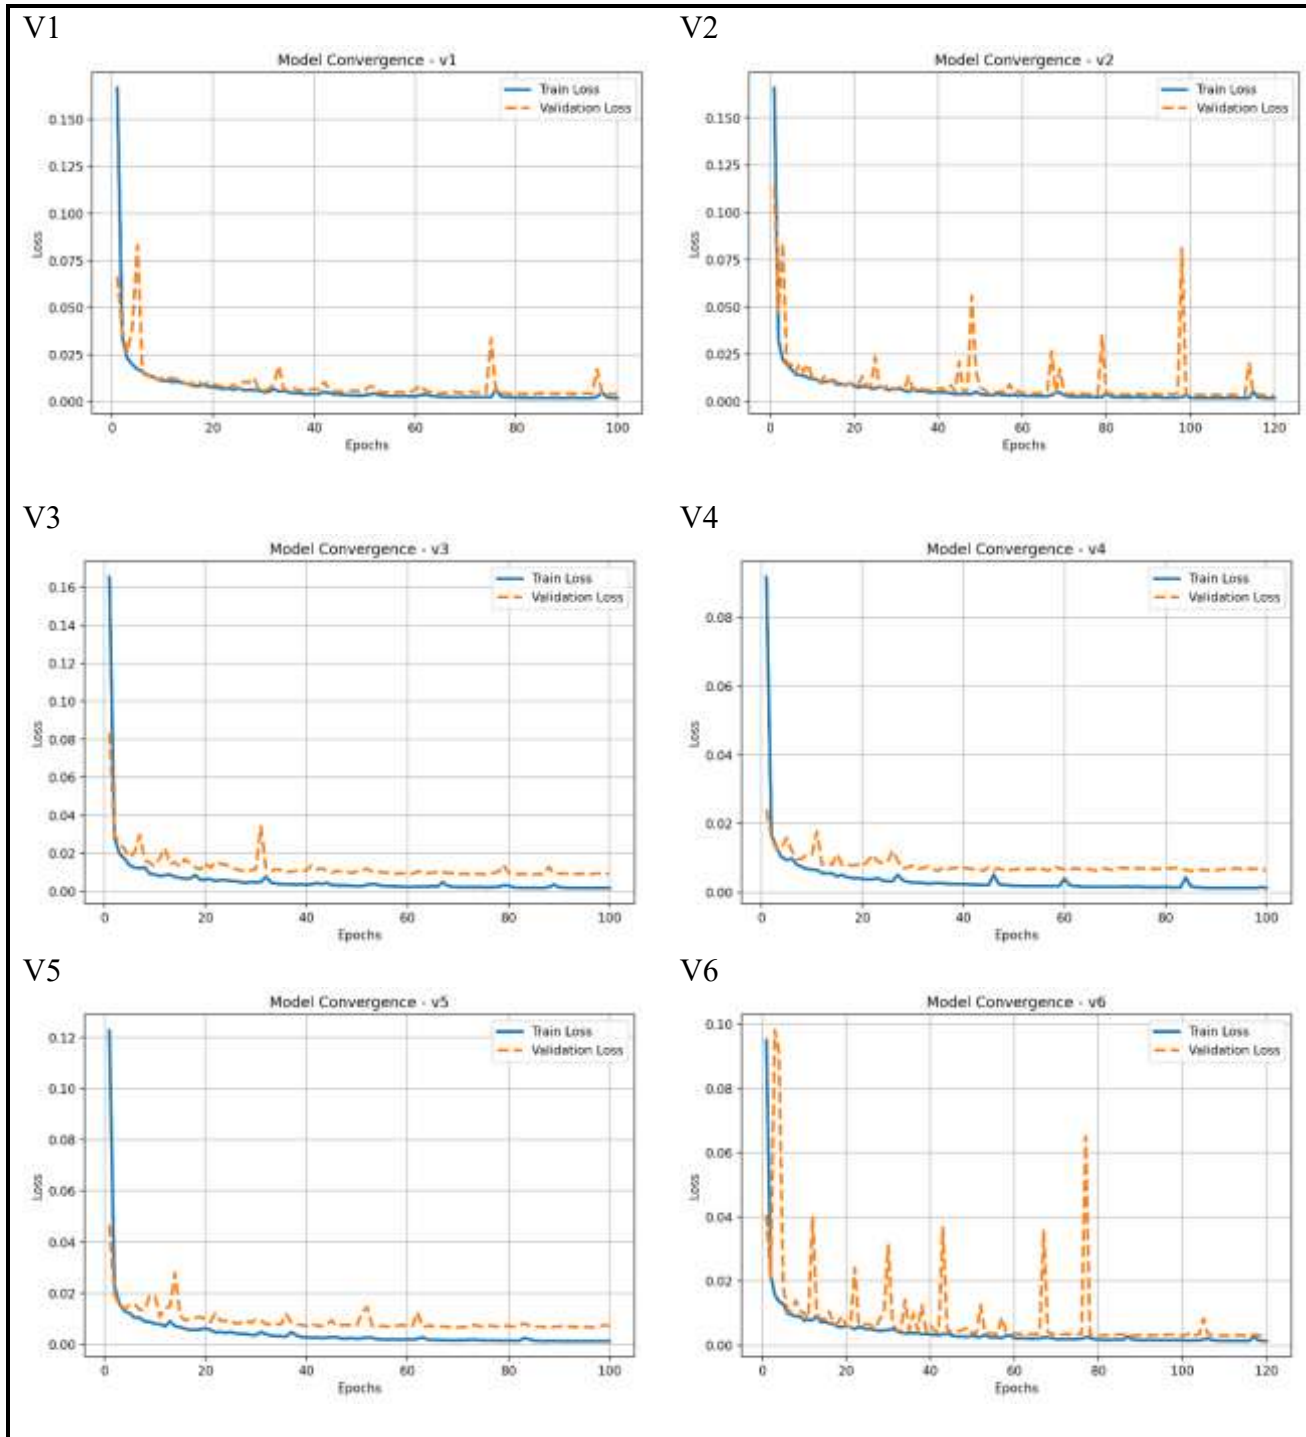 V1
Model Convergence - v1
Train Loss
Validation Loss
0.150
0.125
0.100
0.075
0.050
0.025
0.000
Loss
0 20 40 60 80 100
Epochs
V2
Model Convergence - v2
Train Loss
Validation Loss
0.150
0.125
0.100
0.075
0.050
0.025
0.000
Loss
0 20 40 60 80 100 120
Epochs
V3
Model Convergence - v3
Train Loss
Validation Loss
0.16
0.14
0.12
0.10
0.08
0.06
0.04
0.02
0.00
Loss
0 20 40 60 80 100
Epochs
V4
Model Convergence - v4
Train Loss
Validation Loss
0.08
0.06
0.04
0.02
0.00
Loss
0 20 40 60 80 100
Epochs
V5
Model Convergence - v5
Train Loss
Validation Loss
0.12
0.10
0.08
0.06
0.04
0.02
0.00
Loss
0 20 40 60 80 100
Epochs
V6
Model Convergence - v6
Train Loss
Validation Loss
0.10
0.08
0.06
0.04
0.02
0.00
Loss
0 20 40 60 80 100 120
Epochs